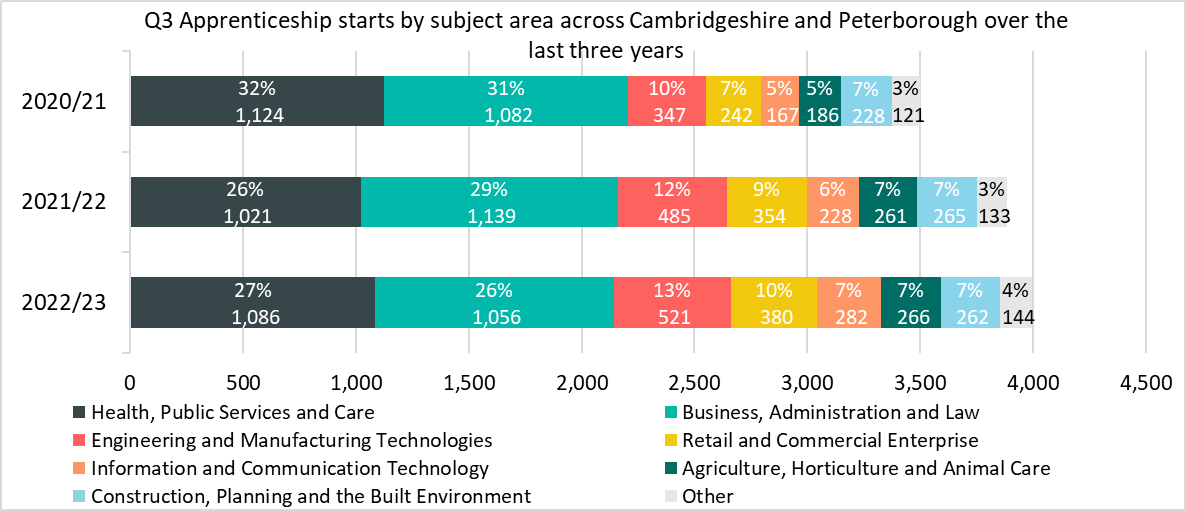 Q3 Apprenticeship starts by subject area across Cambridgeshire and Peterborough over the
last three years
2020/21
32% 31% 10% 7% 5% 5% 7% 3%
1,124 1,082 347 242 167 186 228 121
2021/22
26% 29% 12% 9% 6% 7% 7% 3%
1,021 1,139 485 354 228 261 265 133
2022/23
27% 26% 13% 10% 7% 7% 7% 4%
1,086 1,056 521 380 282 266 262 144
0 500 1,000 1,500 2,000 2,500 3,000 3,500 4,000 4,500
Health, Public Services and Care
Business, Administration and Law
Engineering and Manufacturing Technologies
Retail and Commercial Enterprise
Information and Communication Technology
Agriculture, Horticulture and Animal Care
Construction, Planning and the Built Environment
Other